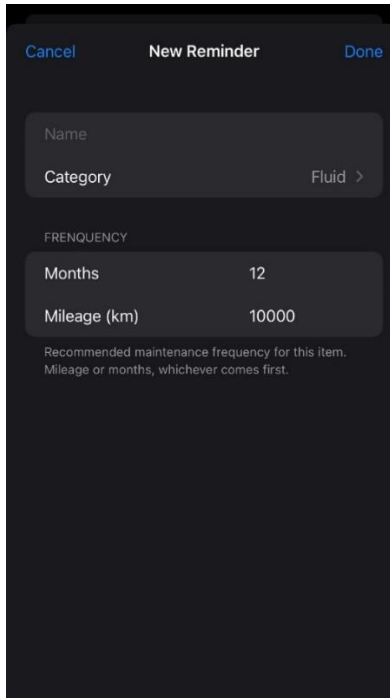 Cancel New Reminder Done
Name
Category Fluid >
FRENQUENCY
Months 12
Mileage (km) 10000
Recommended maintenance frequency for this item.
Mileage or months, whichever comes first.